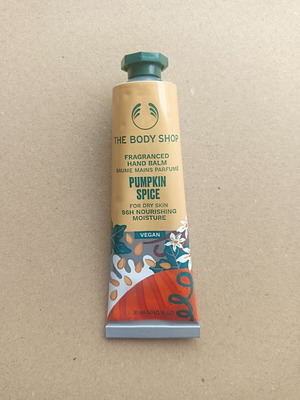 THE BODY SHOP
FRAGRANCED
HAND BALM
BAUME MAINS PARFUMÉ
PUMPKIN
SPICE
FOR DRY SKIN
96H NOURISHING
MOISTURE
VEGAN